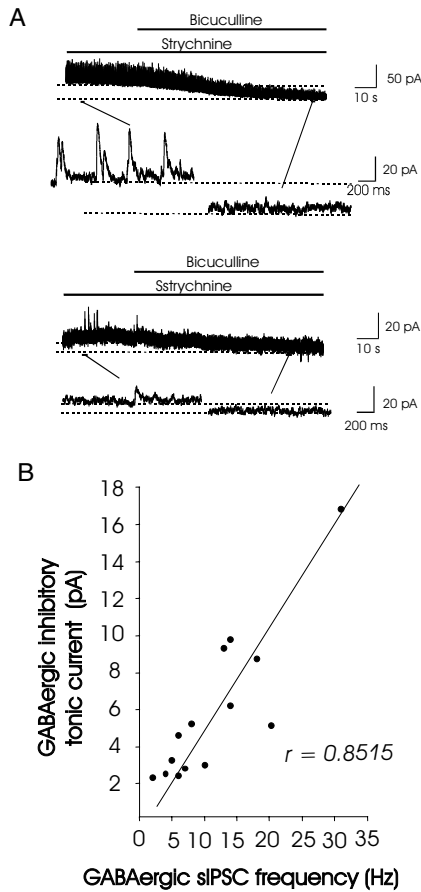 A
Bicuculline
Strychnine
50 pA
10 s
20 pA
200 ms
Bicuculline
Sstrychnine
20 pA
10 s
20 pA
200 ms
B
18
16
14
12
10
8
6
4
2
GABAergic inhibitory
tonic current (pA)
r = 0.8515
0 5 10 15 20 25 30 35
GABAergic sIPSC frequency (Hz)